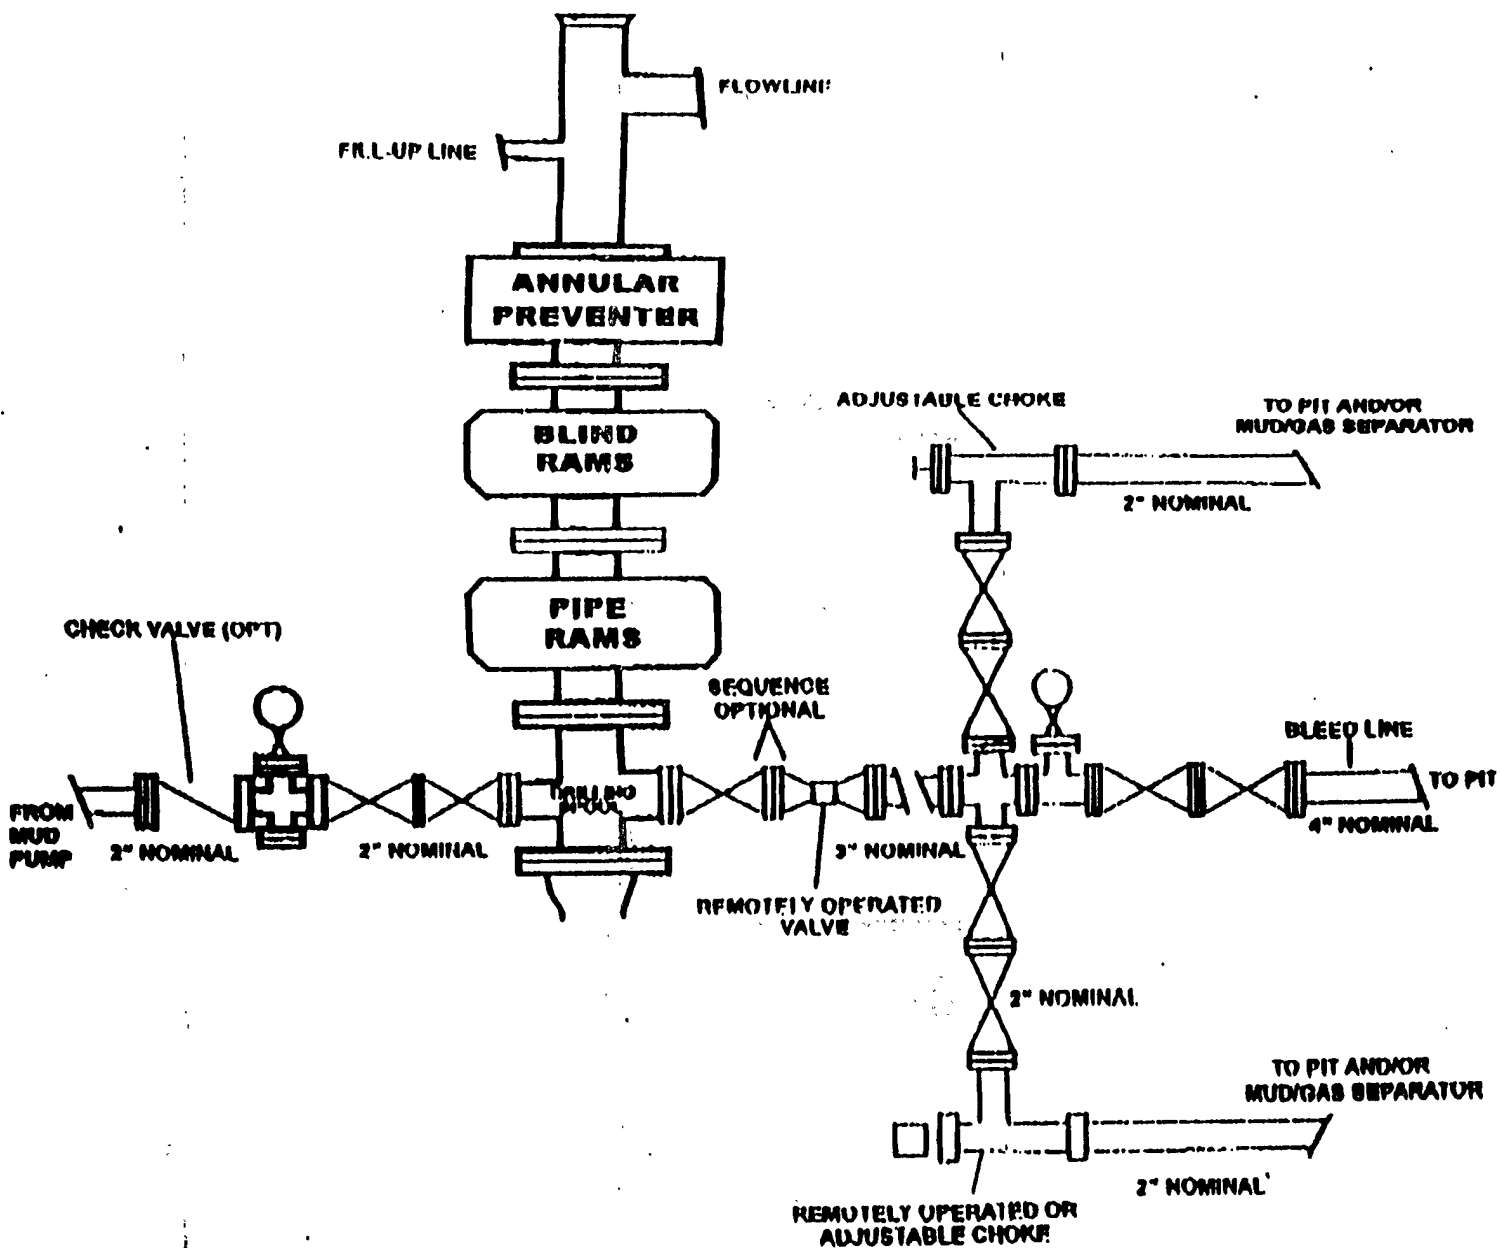 FLOWLINE
FILL-UP LINE
ANNULAR
PREVENTER
ADJUSTABLE CHOKE
TO PIT AND/OR
MUD/GAS SEPARATOR
BLIND
RAMS
2" NOMINAL
PIPE
RAMS
CHECK VALVE (OPT)
SEQUENCE
OPTIONAL
BLEED LINE
TO PIT
DRILLING
SPOOL
FROM
MUD
PUMP
2" NOMINAL
2" NOMINAL
3" NOMINAL
4" NOMINAL
REMOTELY OPERATED
VALVE
2" NOMINAL
TO PIT AND/OR
MUD/GAS SEPARATOR
2" NOMINAL
REMOTELY OPERATED OR
ADJUSTABLE CHOKE